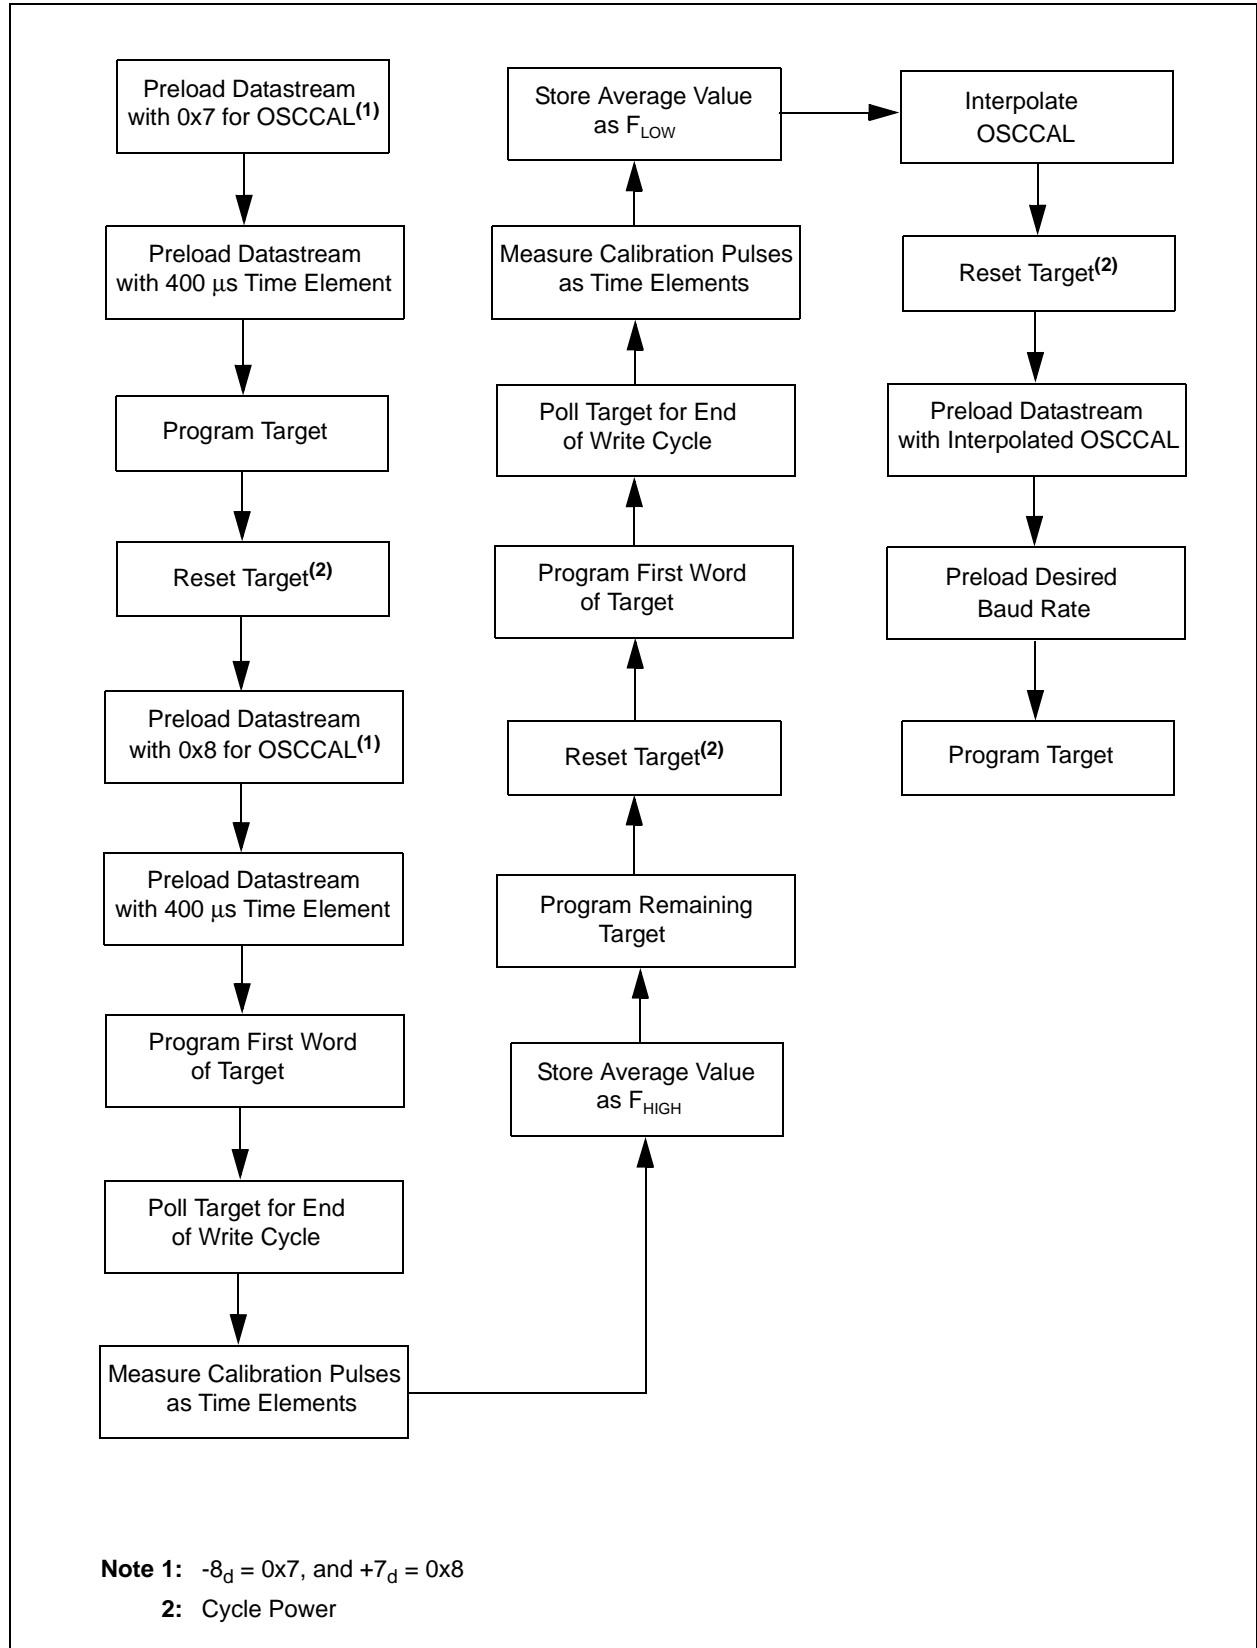 Preload Datastream
with 0x7 for OSCCAL(1)
Preload Datastream
with 400 μs Time Element
Program Target
Reset Target(2)
Preload Datastream
with 0x8 for OSCCAL(1)
Preload Datastream
with 400 μs Time Element
Program First Word
of Target
Poll Target for End
of Write Cycle
Measure Calibration Pulses
as Time Elements
Store Average Value
as FHIGH
Program Remaining
Target
Reset Target(2)
Program First Word
of Target
Poll Target for End
of Write Cycle
Measure Calibration Pulses
as Time Elements
Store Average Value
as FLOW
Interpolate
OSCCAL
Reset Target(2)
Preload Datastream
with Interpolated OSCCAL
Preload Desired
Baud Rate
Program Target
Note 1: -8d = 0x7, and +7d = 0x8
2: Cycle Power